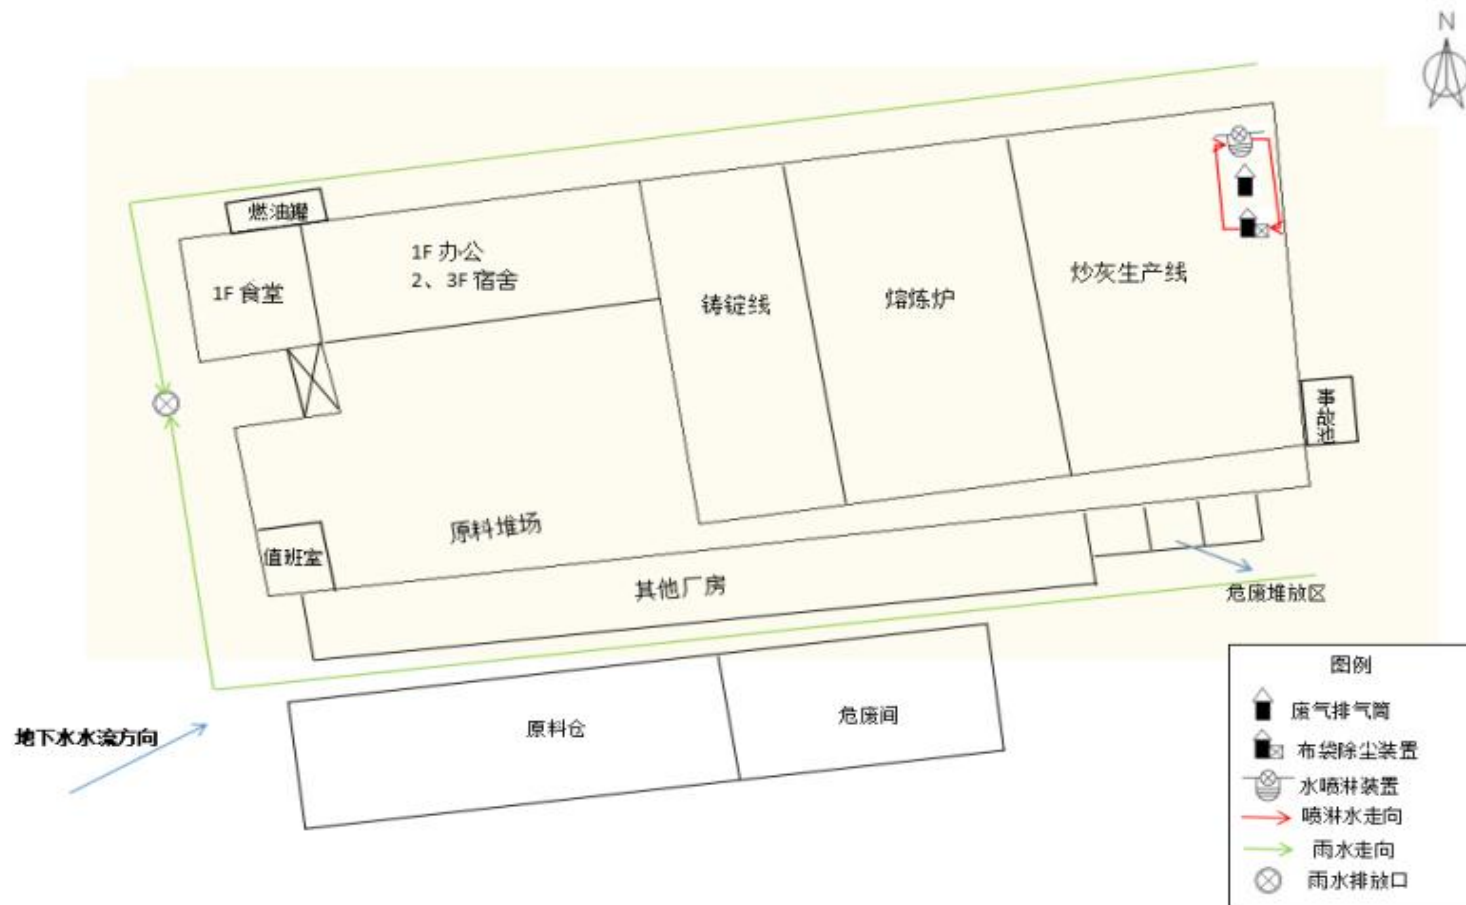 N
燃油罐
1F 办公
2、3F 宿舍
1F 食堂
铸锭线
熔炼炉
炒灰生产线
事故池
原料堆场
值班室
其他厂房
危废堆放区
原料仓
危废间
地下水水流方向
图例
废气排气筒
布袋除尘装置
水喷淋装置
喷淋水走向
雨水走向
雨水排放口